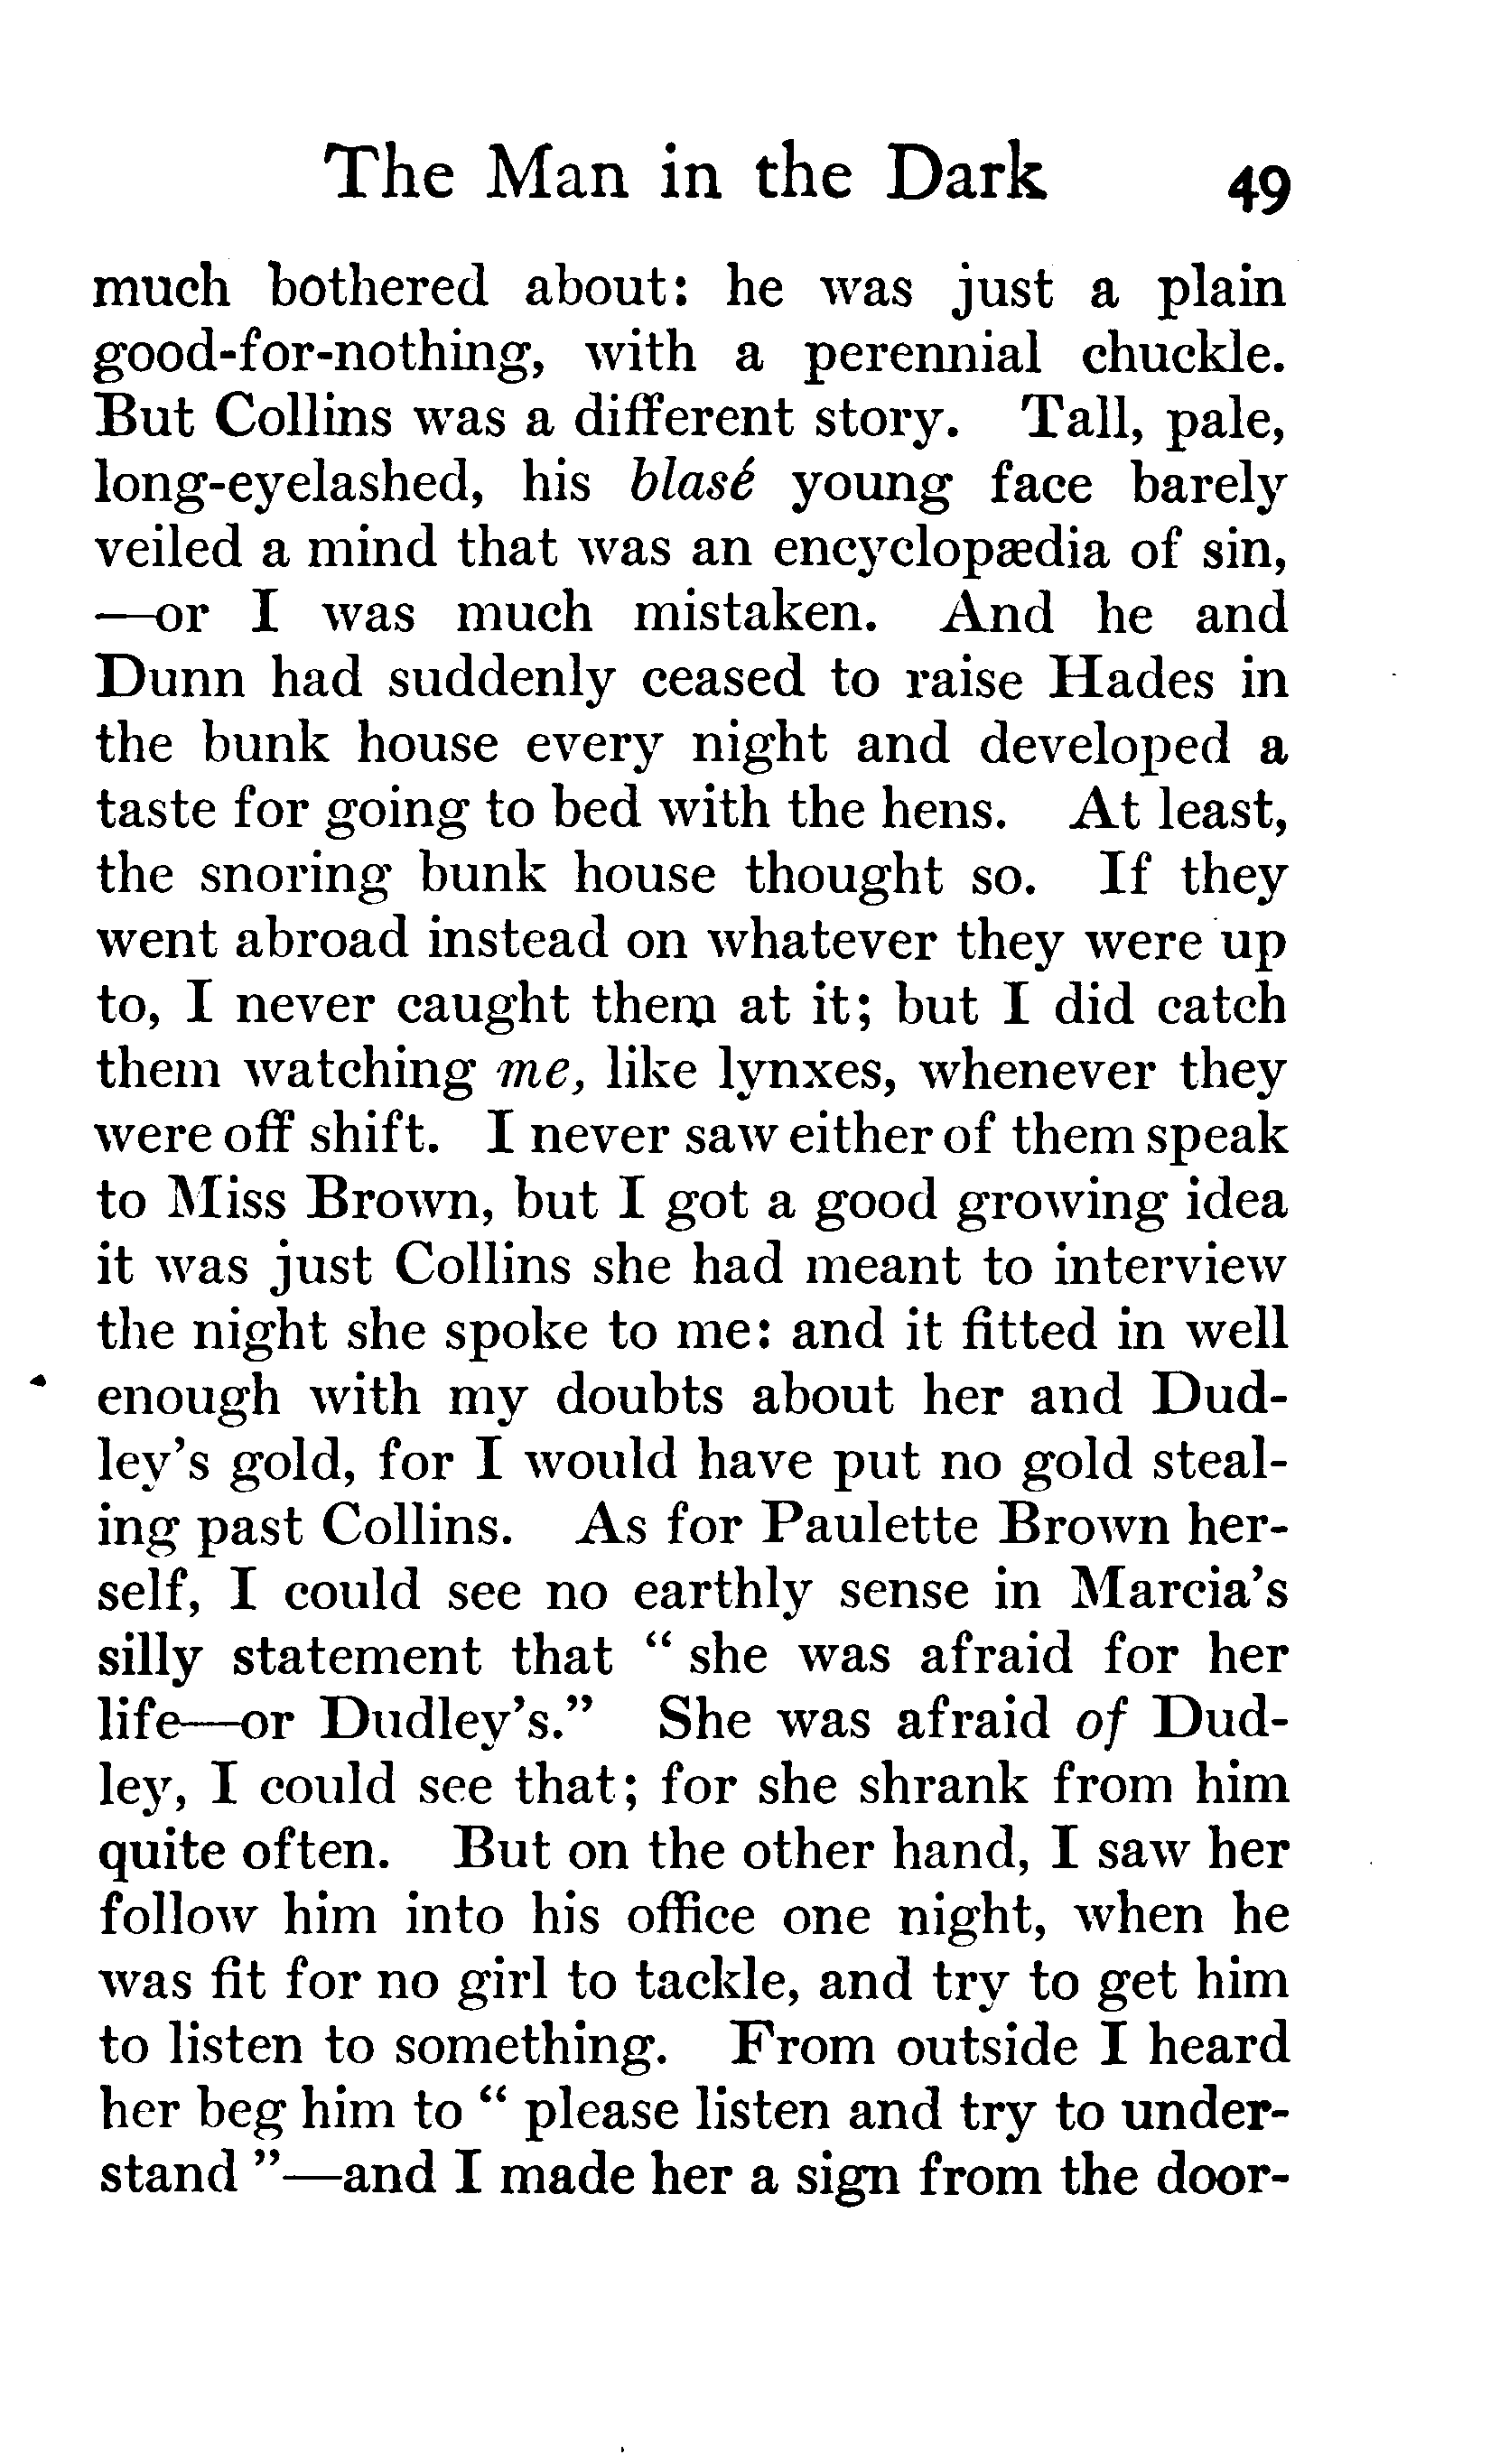 The Man in the Dark 49
much bothered about: he was just a plain
good-for-nothing, with a perennial chuckle.
But Collins was a different story. Tall, pale,
long-eyelashed, his blasé young face barely
veiled a mind that was an encyclopædia of sin,
—or I was much mistaken. And he and
Dunn had suddenly ceased to raise Hades in
the bunk house every night and developed a
taste for going to bed with the hens. At least,
the snoring bunk house thought so. If they
went abroad instead on whatever they were up
to, I never caught them at it; but I did catch
them watching me, like lynxes, whenever they
were off shift. I never saw either of them speak
to Miss Brown, but I got a good growing idea
it was just Collins she had meant to interview
the night she spoke to me: and it fitted in well
enough with my doubts about her and Dud-
ley's gold, for I would have put no gold steal-
ing past Collins. As for Paulette Brown her-
self, I could see no earthly sense in Marcia's
silly statement that " she was afraid for her
life—or Dudley's." She was afraid of Dud-
ley, I could see that; for she shrank from him
quite often. But on the other hand, I saw her
follow him into his office one night, when he
was fit for no girl to tackle, and try to get him
to listen to something. From outside I heard
her beg him to " please listen and try to under-
stand "—and I made her a sign from the door-